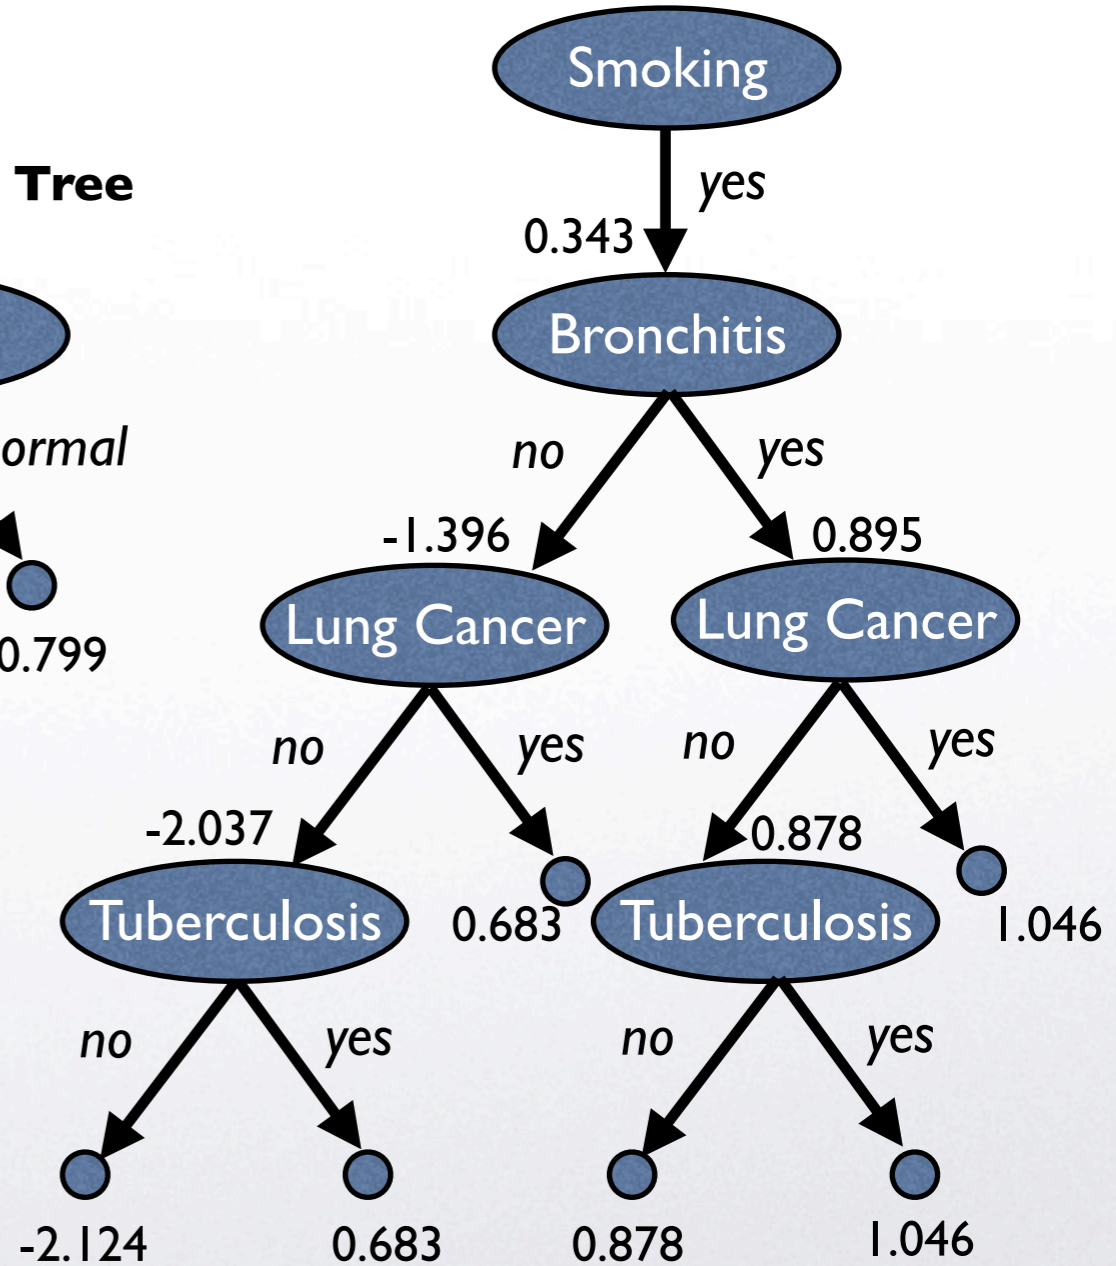 Smoking
Tree
yes
0.343
Bronchitis
ormal
no
yes
-1.396
0.895
Lung Cancer
Lung Cancer
0.799
no
yes
no
yes
-2.037
0.878
Tuberculosis
0.683
Tuberculosis
1.046
no
yes
no
yes
-2.124
0.683
0.878
1.046